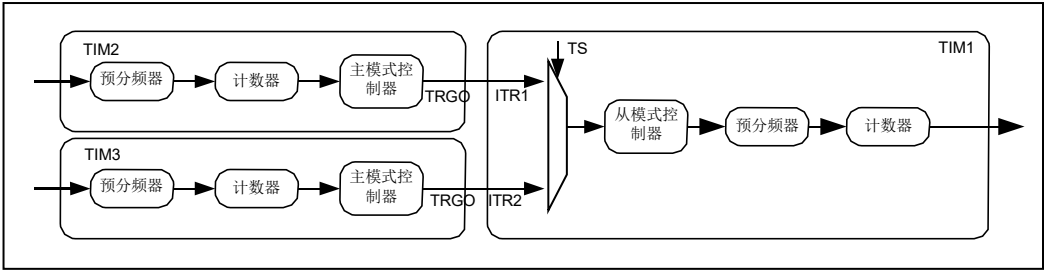 TIM2
预分频器
计数器
主模式控
制器
TRGO
ITR1
TS
TIM1
从模式控
制器
预分频器
计数器
TIM3
预分频器
计数器
主模式控
制器
TRGO
ITR2